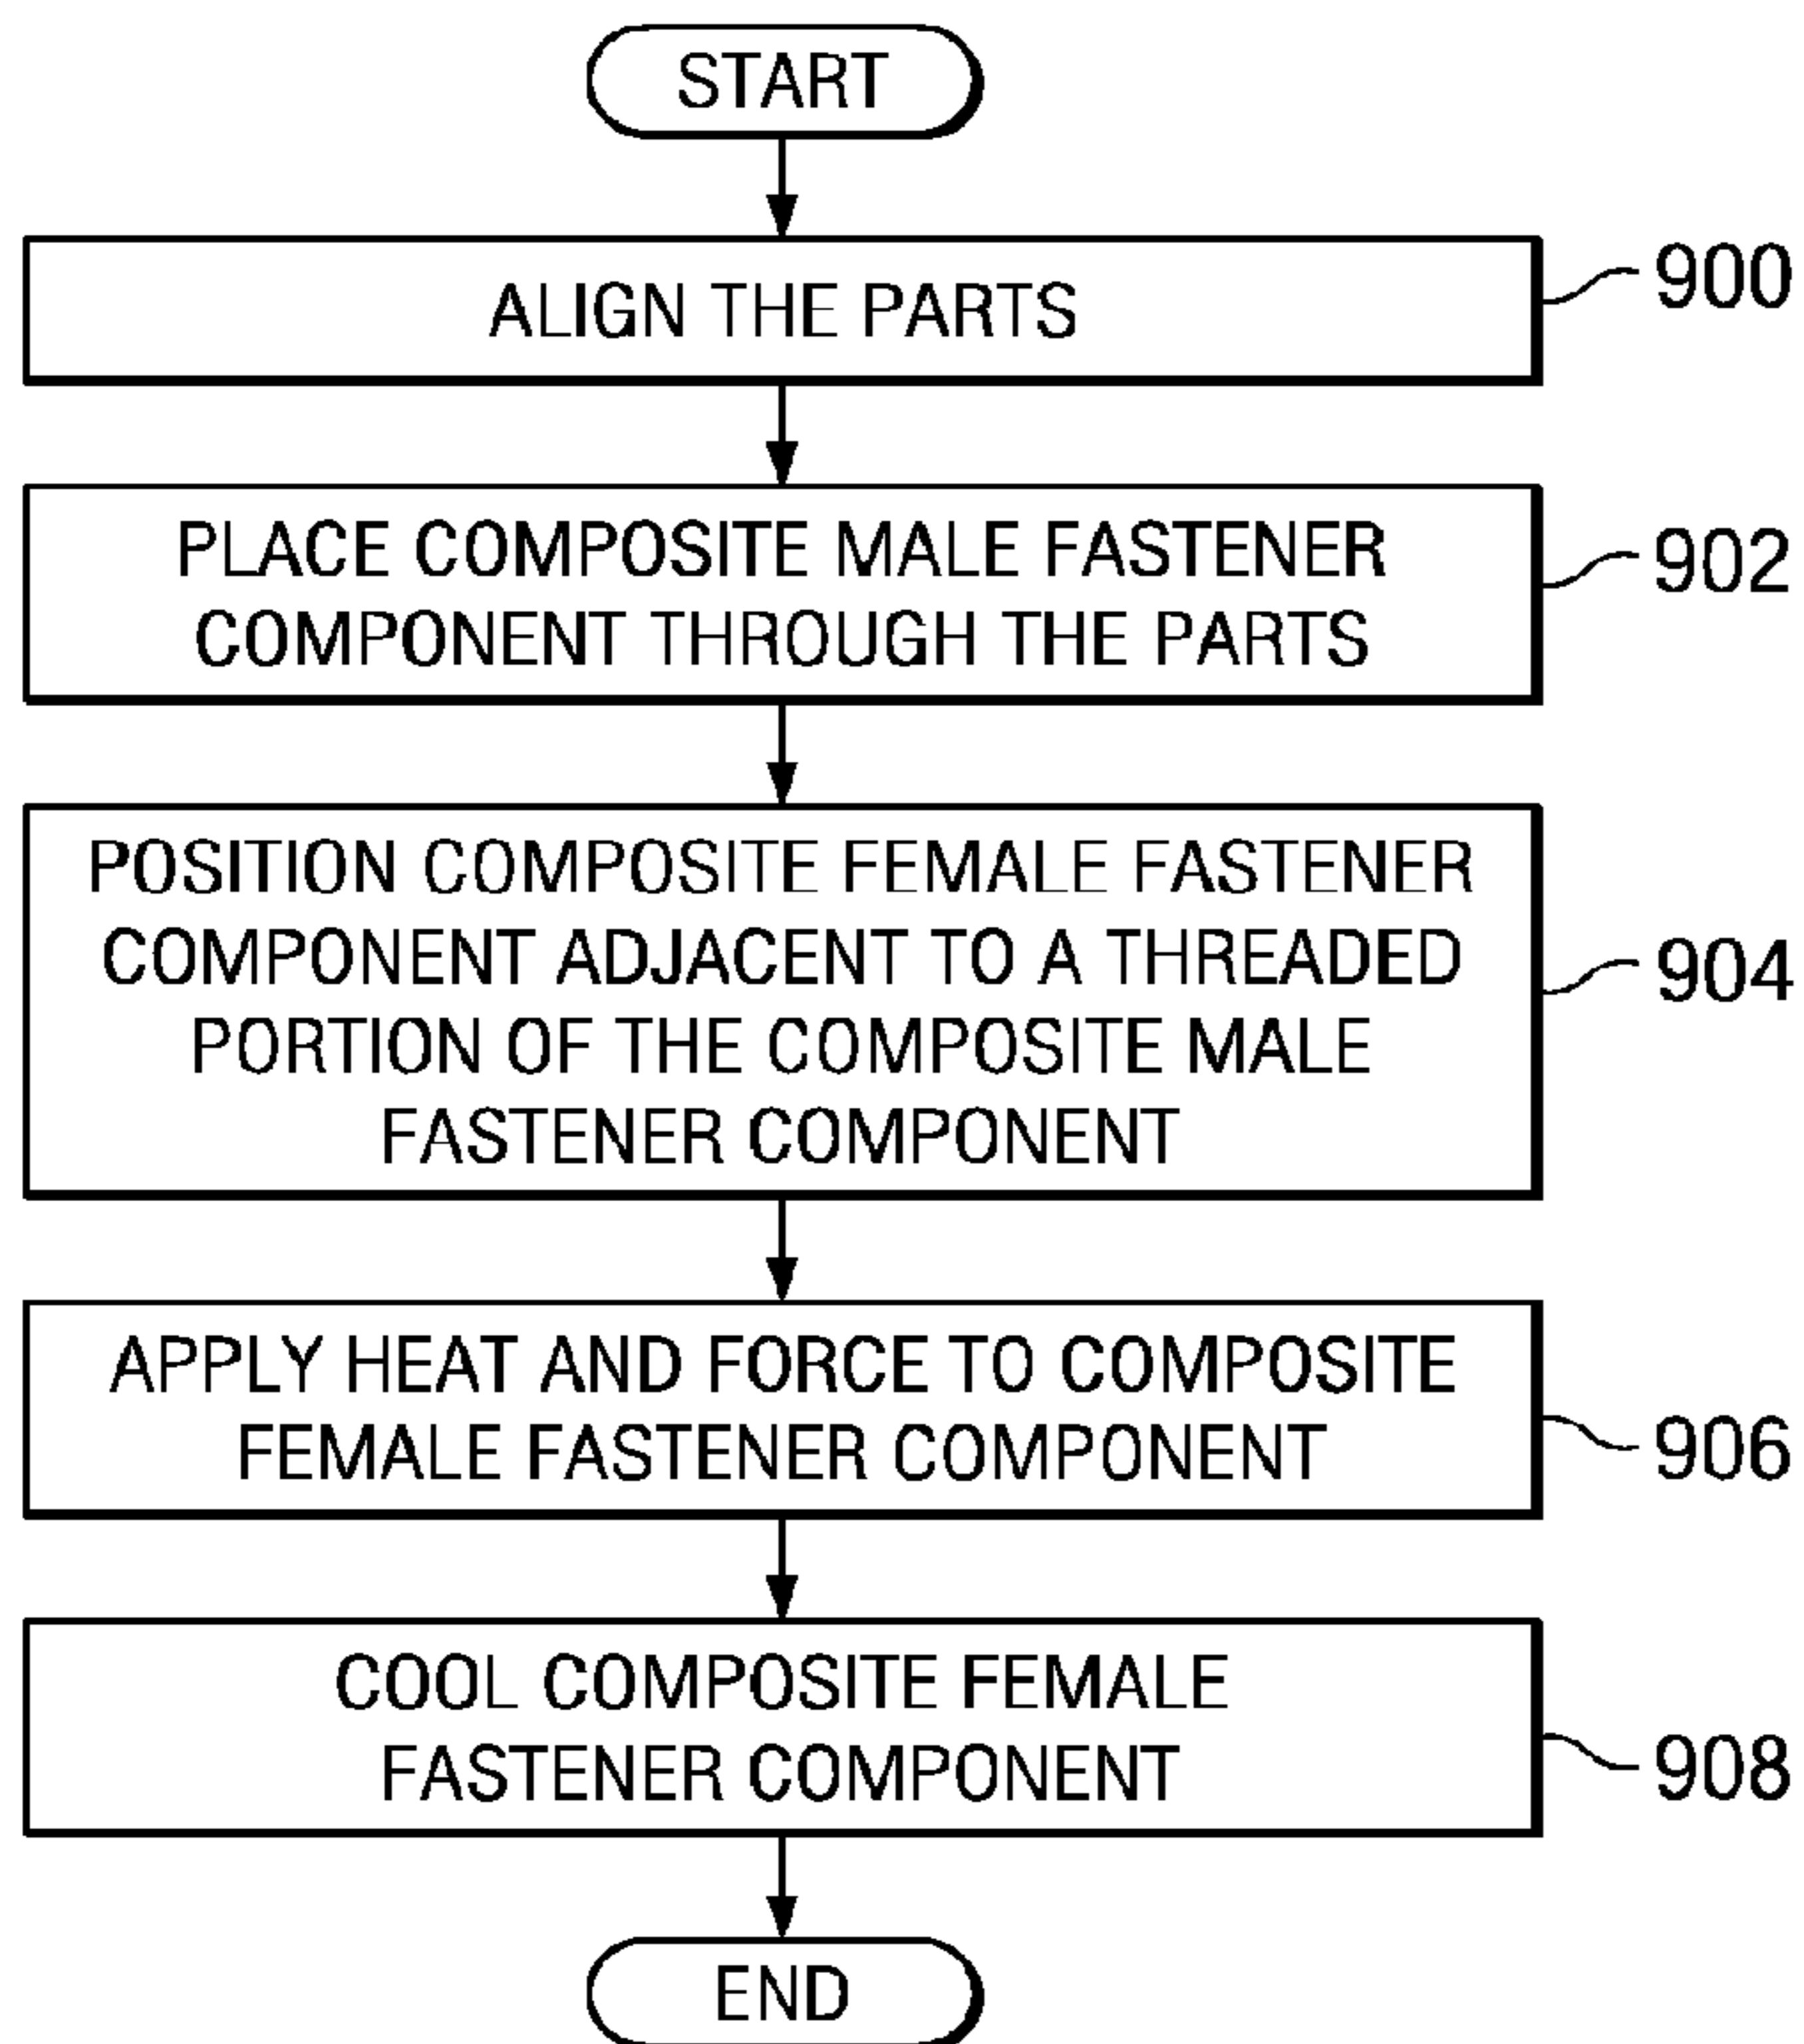 START
ALIGN THE PARTS
900
PLACE COMPOSITE MALE FASTENER
COMPONENT THROUGH THE PARTS
902
POSITION COMPOSITE FEMALE FASTENER
COMPONENT ADJACENT TO A THREADED
PORTION OF THE COMPOSITE MALE
FASTENER COMPONENT
904
APPLY HEAT AND FORCE TO COMPOSITE
FEMALE FASTENER COMPONENT
906
COOL COMPOSITE FEMALE
FASTENER COMPONENT
908
END